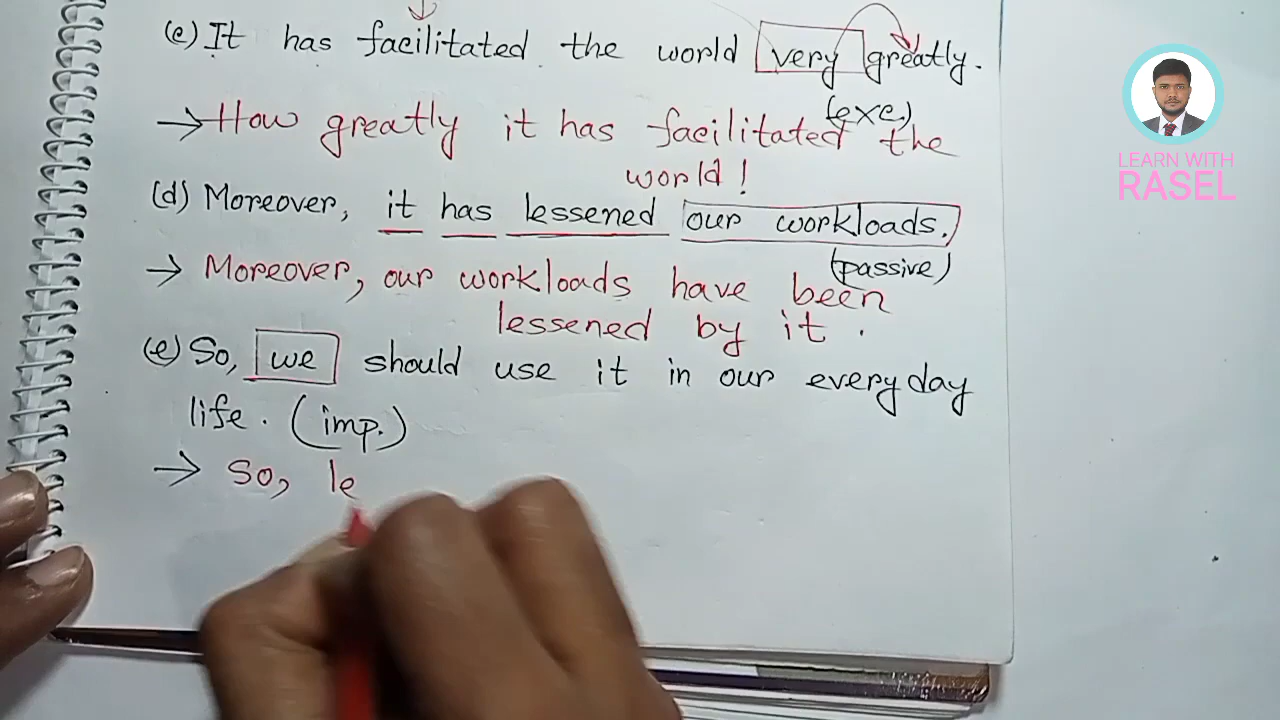 (c) It has facilitated the world very greatly.
(exc.)
→ How greatly it has facilitated the
world !
(d) Moreover, it has lessened our workloads.
(passive)
→ Moreover, our workloads have been
lessened by it .
(e) So, we should use it in our everyday
life. (imp.)
→ So, le
LEARN WITH
RASEL